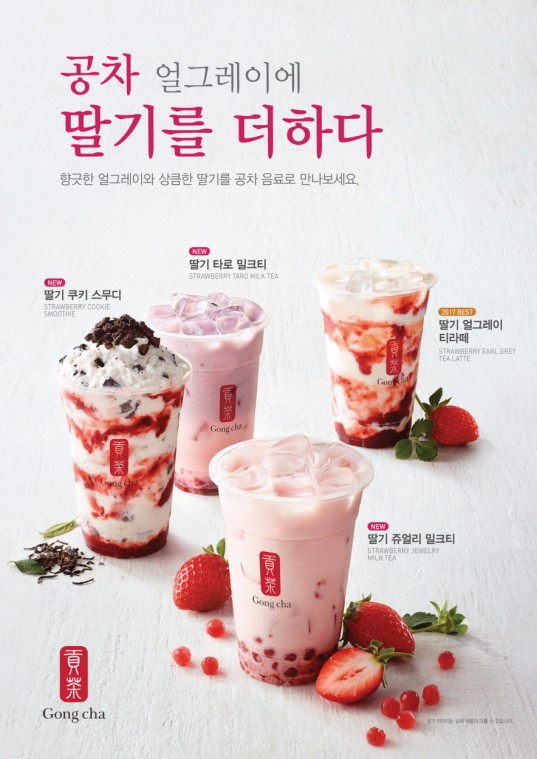 공차 얼그레이에
딸기를 더하다
향긋한 얼그레이와 상큼한 딸기를 공차 음료로 만나보세요.
NEW
딸기 타로 밀크티
STRAWBERRY TARO MILK TEA
NEW
딸기 쿠키 스무디
STRAWBERRY COOKIE
SMOOTHIE
2017 BEST
딸기 얼그레이
티라떼
STRAWBERRY EARL GREY
TEA LATTE
貢茶
Gong cha
貢茶
Gong cha
貢茶
Gong cha
NEW
딸기 쥬얼리 밀크티
STRAWBERRY JEWELRY
MILK TEA
貢茶
Gong cha
貢茶
Gong cha
상기 이미지는 실제 제품과 다를 수 있습니다.